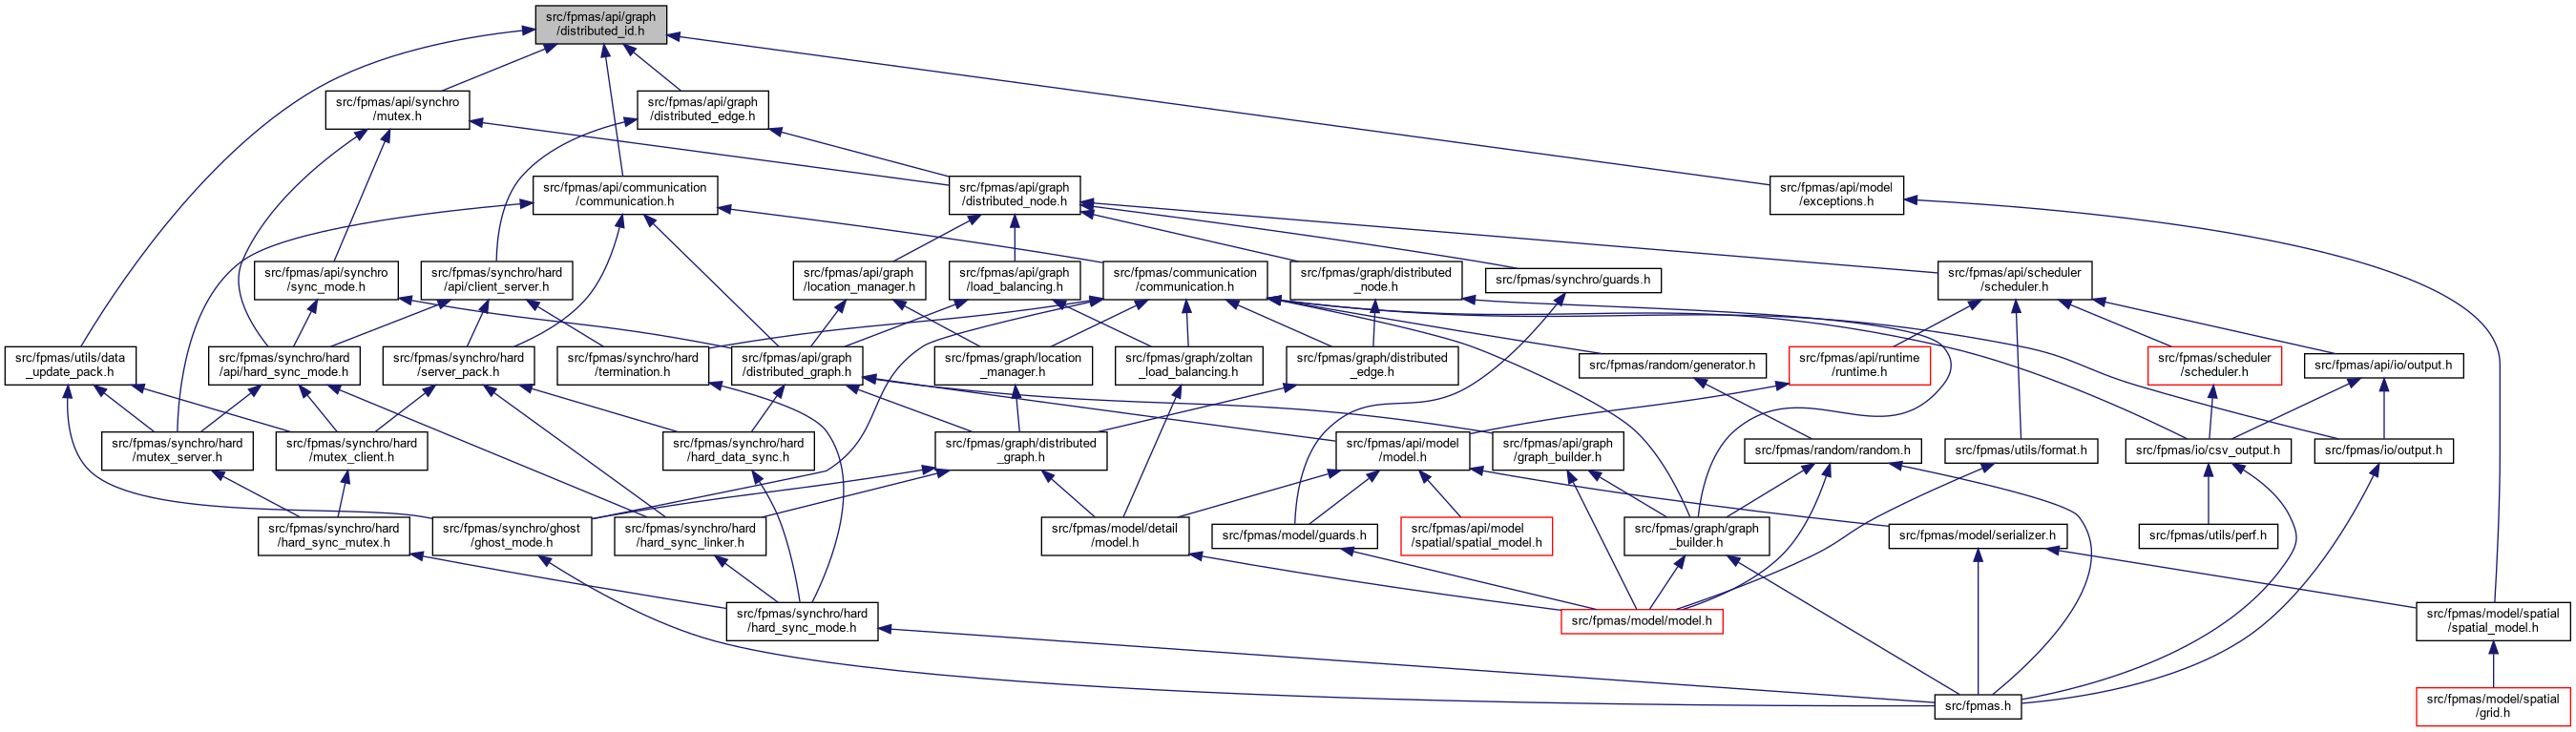 src/fpmas/api/graph
/distributed_id.h
src/fpmas/api/synchro
/mutex.h
src/fpmas/api/graph
/distributed_edge.h
src/fpmas/api/communication
/communication.h
src/fpmas/api/graph
/distributed_node.h
src/fpmas/api/model
/exceptions.h
src/fpmas/api/synchro
/sync_mode.h
src/fpmas/synchro/hard
/api/client_server.h
src/fpmas/api/graph
/location_manager.h
src/fpmas/api/graph
/load_balancing.h
src/fpmas/communication
/communication.h
src/fpmas/graph/distributed
_node.h
src/fpmas/synchro/guards.h
src/fpmas/api/scheduler
/scheduler.h
src/fpmas/utils/data
_update_pack.h
src/fpmas/synchro/hard
/api/hard_sync_mode.h
src/fpmas/synchro/hard
/server_pack.h
src/fpmas/synchro/hard
/termination.h
src/fpmas/api/graph
/distributed_graph.h
src/fpmas/graph/location
_manager.h
src/fpmas/graph/zoltan
_load_balancing.h
src/fpmas/graph/distributed
_edge.h
src/fpmas/random/generator.h
src/fpmas/api/runtime
/runtime.h
src/fpmas/scheduler
/scheduler.h
src/fpmas/api/io/output.h
src/fpmas/synchro/hard
/mutex_server.h
src/fpmas/synchro/hard
/mutex_client.h
src/fpmas/synchro/hard
/hard_data_sync.h
src/fpmas/graph/distributed
_graph.h
src/fpmas/api/model
/model.h
src/fpmas/api/graph
/graph_builder.h
src/fpmas/random/random.h
src/fpmas/utils/format.h
src/fpmas/io/csv_output.h
src/fpmas/io/output.h
src/fpmas/synchro/hard
/hard_sync_mutex.h
src/fpmas/synchro/ghost
/ghost_mode.h
src/fpmas/synchro/hard
/hard_sync_linker.h
src/fpmas/model/detail
/model.h
src/fpmas/model/guards.h
src/fpmas/api/model
/spatial/spatial_model.h
src/fpmas/graph/graph
_builder.h
src/fpmas/model/serializer.h
src/fpmas/utils/perf.h
src/fpmas/synchro/hard
/hard_sync_mode.h
src/fpmas/model/model.h
src/fpmas/model/spatial
/spatial_model.h
src/fpmas.h
src/fpmas/model/spatial
/grid.h